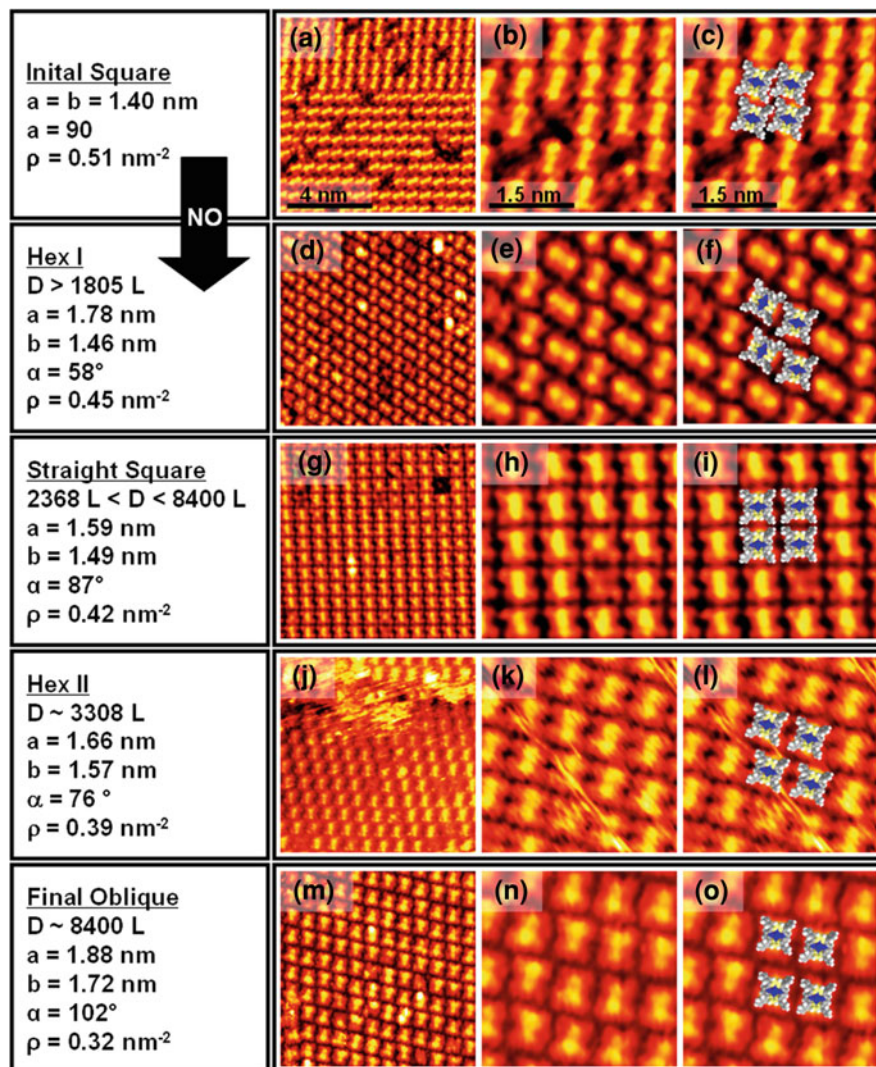 Inital Square
a = b = 1.40 nm
a = 90
ρ = 0.51 nm-2
NO
(a)
(b)
(c)
4 nm
1.5 nm
1.5 nm
Hex I
D > 1805 L
a = 1.78 nm
b = 1.46 nm
α = 58°
ρ = 0.45 nm-2
(d)
(e)
(f)
Straight Square
2368 L < D < 8400 L
a = 1.59 nm
b = 1.49 nm
α = 87°
ρ = 0.42 nm-2
(g)
(h)
(i)
Hex II
D ~ 3308 L
a = 1.66 nm
b = 1.57 nm
α = 76 °
ρ = 0.39 nm-2
(j)
(k)
(l)
Final Oblique
D ~ 8400 L
a = 1.88 nm
b = 1.72 nm
α = 102°
ρ = 0.32 nm-2
(m)
(n)
(o)